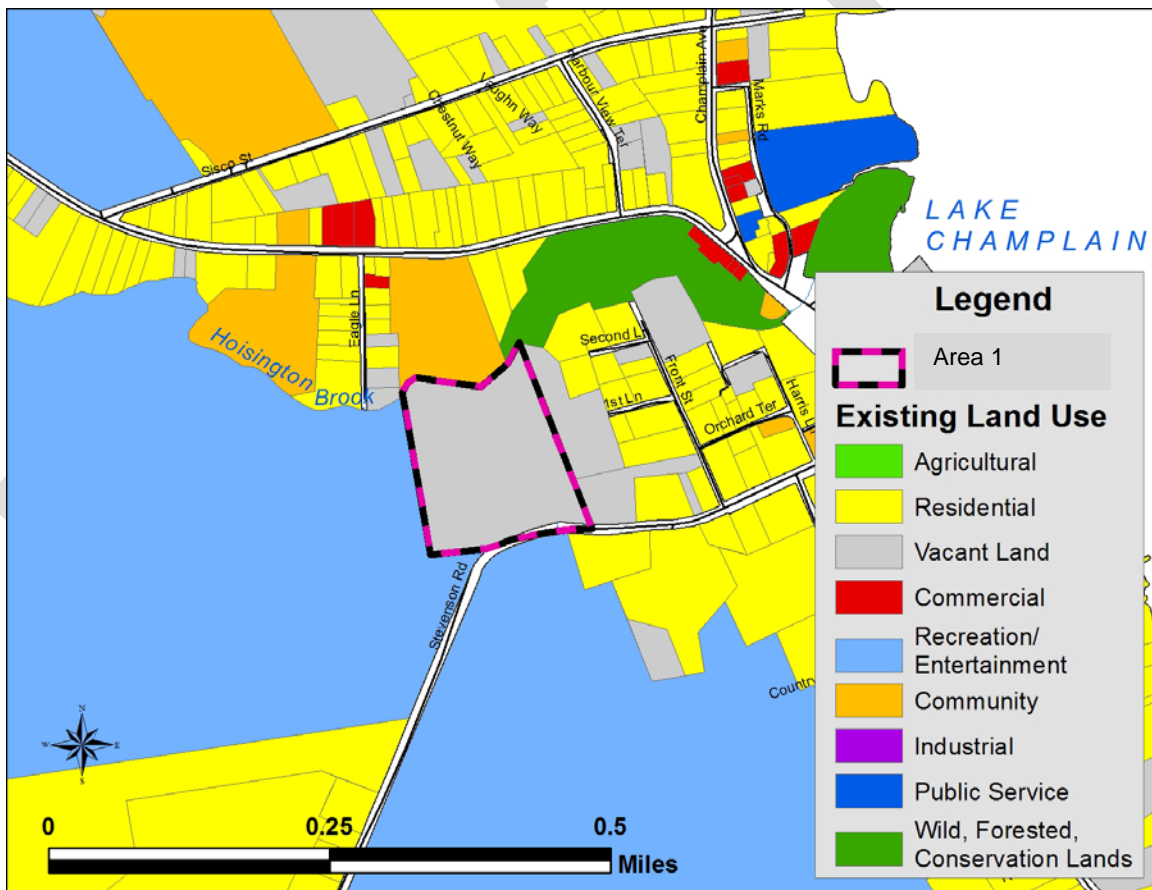 Sisco St
Chestnut Way
Vaughn Way
Harbour View Ter
Champlain Ave
Marks Rd
LAKE
CHAMPLAIN
Eagle Ln
Hoisington
Brook
Second Ln
1st Ln
Front St
Orchard Ter
Harris L
Stevenson Rd
Country
Legend
Area 1
Existing Land Use
Agricultural
Residential
Vacant Land
Commercial
Recreation/
Entertainment
Community
Industrial
Public Service
Wild, Forested,
Conservation Lands
N
W
E
S
0
0.25
0.5
Miles